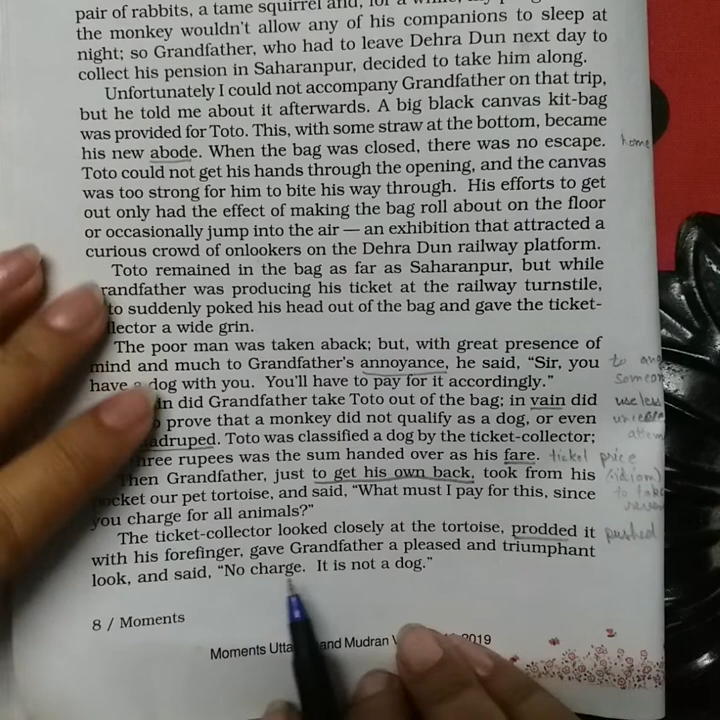 pair of rabbits, a tame squirrel and, for a while, my
the monkey wouldn't allow any of his companions to sleep at
night; so Grandfather, who had to leave Dehra Dun next day to
collect his pension in Saharanpur, decided to take him along.
Unfortunately I could not accompany Grandfather on that trip,
but he told me about it afterwards. A big black canvas kit-bag
was provided for Toto. This, with some straw at the bottom, became
his new abode. When the bag was closed, there was no escape. home
Toto could not get his hands through the opening, and the canvas
was too strong for him to bite his way through. His efforts to get
out only had the effect of making the bag roll about on the floor
or occasionally jump into the air — an exhibition that attracted a
curious crowd of onlookers on the Dehra Dun railway platform.
Toto remained in the bag as far as Saharanpur, but while
randfather was producing his ticket at the railway turnstile,
to suddenly poked his head out of the bag and gave the ticket-
llector a wide grin.
The poor man was taken aback; but, with great presence of
mind and much to Grandfather's annoyance, he said, "Sir, you to
have a dog with you. You'll have to pay for it accordingly."
in did Grandfather take Toto out of the bag; in vain did useless
prove that a monkey did not qualify as a dog, or even
adruped. Toto was classified a dog by the ticket-collector;
hree rupees was the sum handed over as his fare. ticket price
Then Grandfather, just to get his own back, took from his (idiom)
pocket our pet tortoise, and said, "What must I pay for this, since to take
you charge for all animals?"
The ticket-collector looked closely at the tortoise, prodded it pushed
with his forefinger, gave Grandfather a pleased and triumphant
look, and said, "No charge. It is not a dog."
8 / Moments
Moments Utta and Mudran 2019